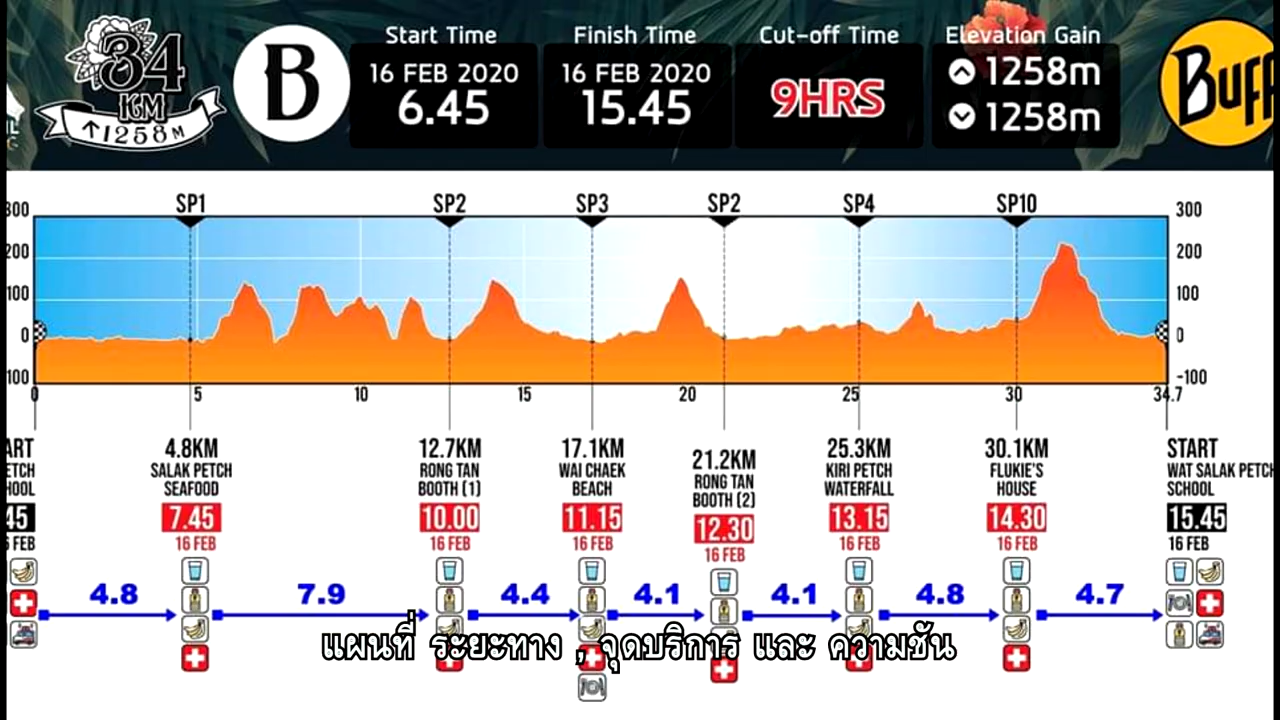 34
KM
↑1258M
B
Start Time
16 FEB 2020
6.45
Finish Time
16 FEB 2020
15.45
Cut-off Time
9HRS
Elevation Gain
1258m
1258m
BUFF
SP1 SP2 SP3 SP2 SP4 SP10
300 300
200 200
100 100
0 0
100 -100
0 5 10 15 20 25 30 34.7
ART
ETCH
HOOL
45
6 FEB
4.8KM
SALAK PETCH
SEAFOOD
7.45
16 FEB
12.7KM
RONG TAN
BOOTH (1)
10.00
16 FEB
17.1KM
WAI CHAEK
BEACH
11.15
16 FEB
21.2KM
RONG TAN
BOOTH (2)
12.30
16 FEB
25.3KM
KIRI PETCH
WATERFALL
13.15
16 FEB
30.1KM
FLUKIE'S
HOUSE
14.30
16 FEB
START
WAT SALAK PETCH
SCHOOL
15.45
16 FEB
4.8 7.9 4.4 4.1 4.1 4.8 4.7
แผนที่ ระยะทาง , จุดบริการ และ ความชัน